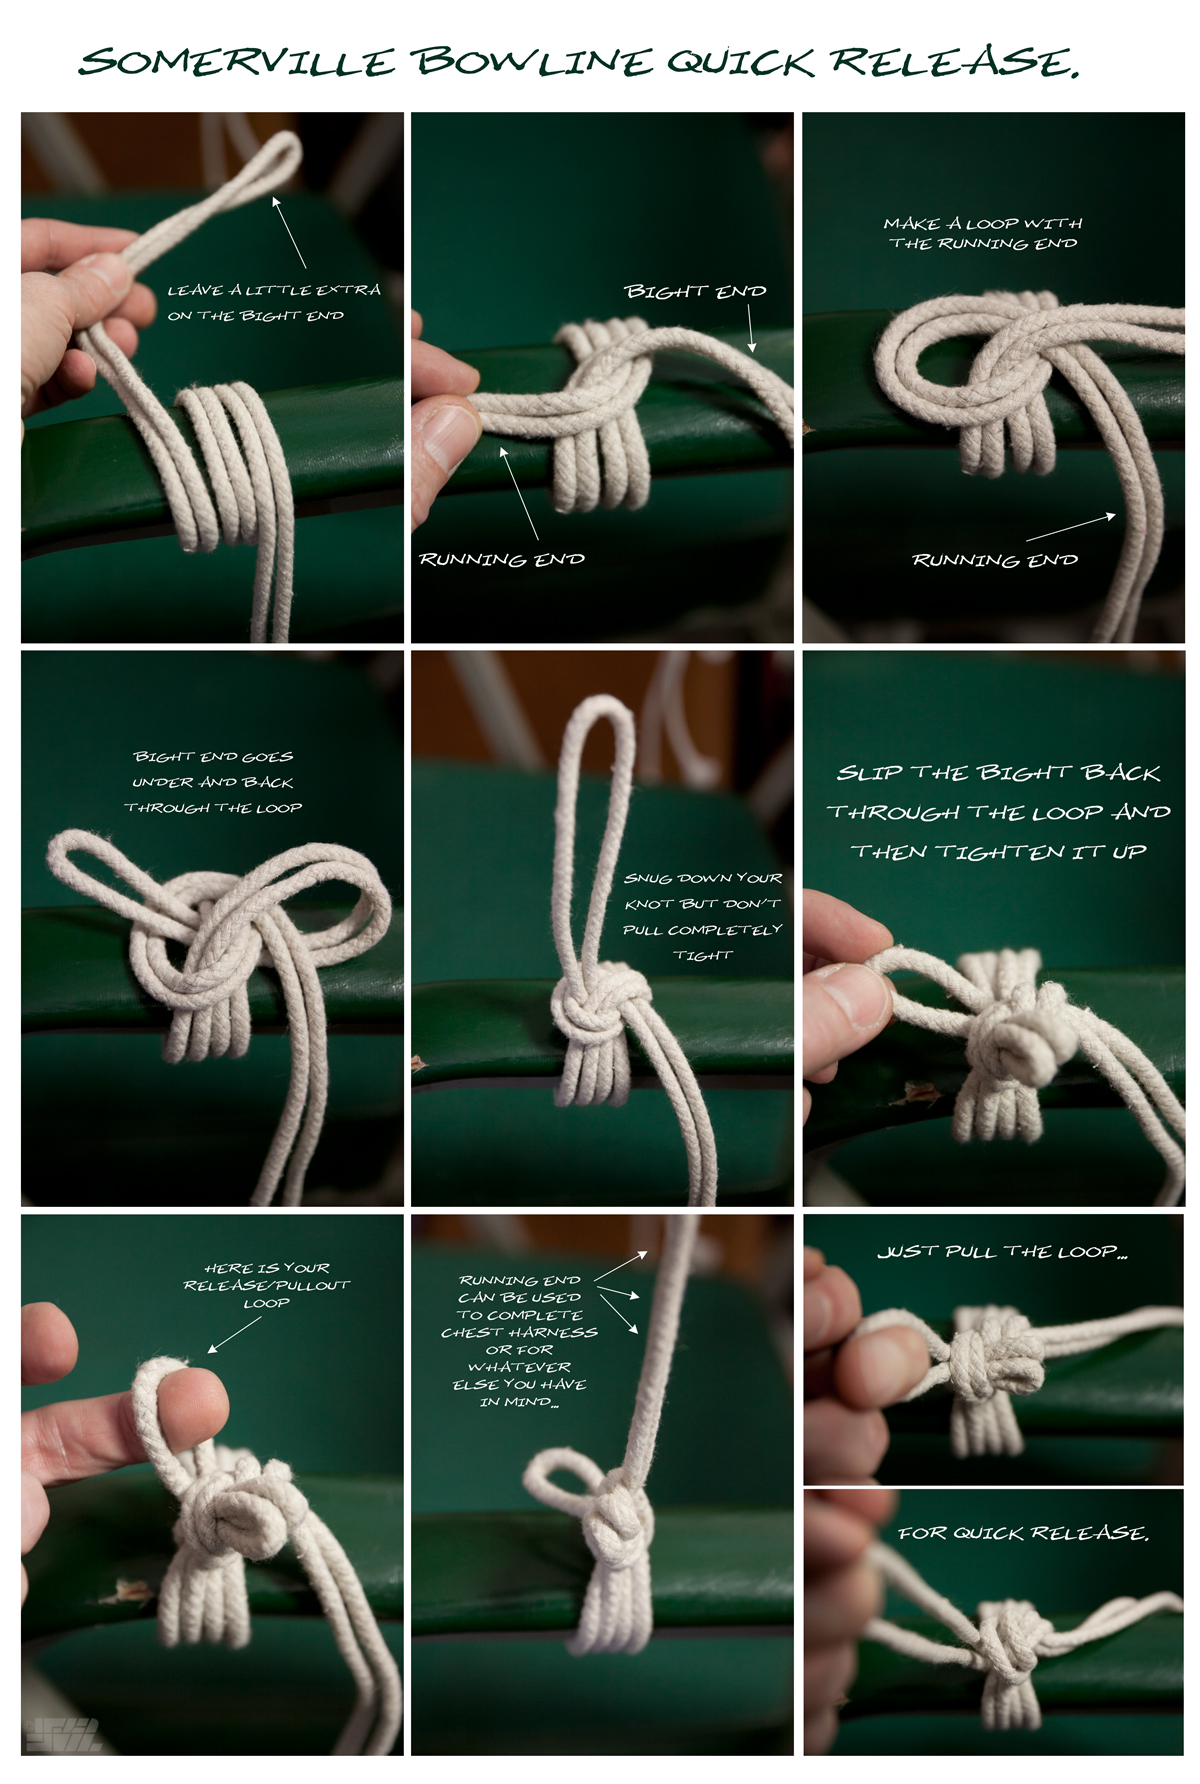 SOMERVILLE BOWLINE QUICK RELEASE.
LEAVE A LITTLE EXTRA
ON THE BIGHT END
BIGHT END
RUNNING END
MAKE A LOOP WITH
THE RUNNING END
RUNNING END
BIGHT END GOES
UNDER AND BACK
THROUGH THE LOOP
SNUG DOWN YOUR
KNOT BUT DON'T
PULL COMPLETELY
TIGHT
SLIP THE BIGHT BACK
THROUGH THE LOOP AND
THEN TIGHTEN IT UP
HERE IS YOUR
RELEASE/PULLOUT
LOOP
RUNNING END
CAN BE USED
TO COMPLETE
CHEST HARNESS
OR FOR
WHATEVER
ELSE YOU HAVE
IN MIND...
JUST PULL THE LOOP...
FOR QUICK RELEASE.